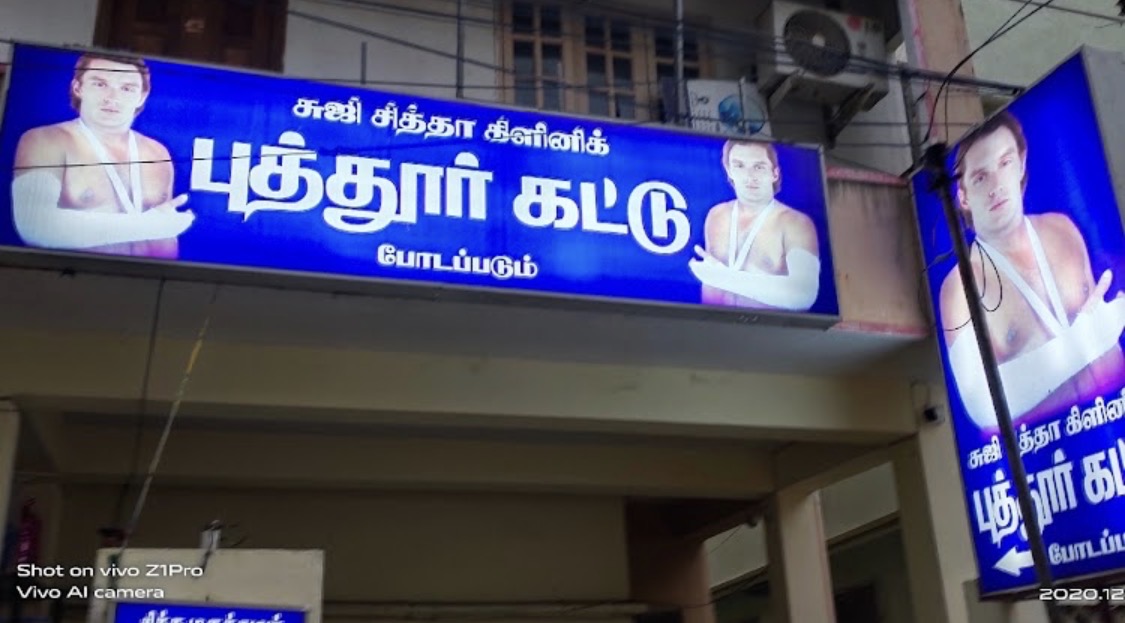 சுஜி சித்தா கிளினிக்
புத்தூர் கட்டு
போடப்படும்
சுஜி சித்தா
புத்தூர்
Shot on vivo Z1Pro
Vivo AI camera
2020.12